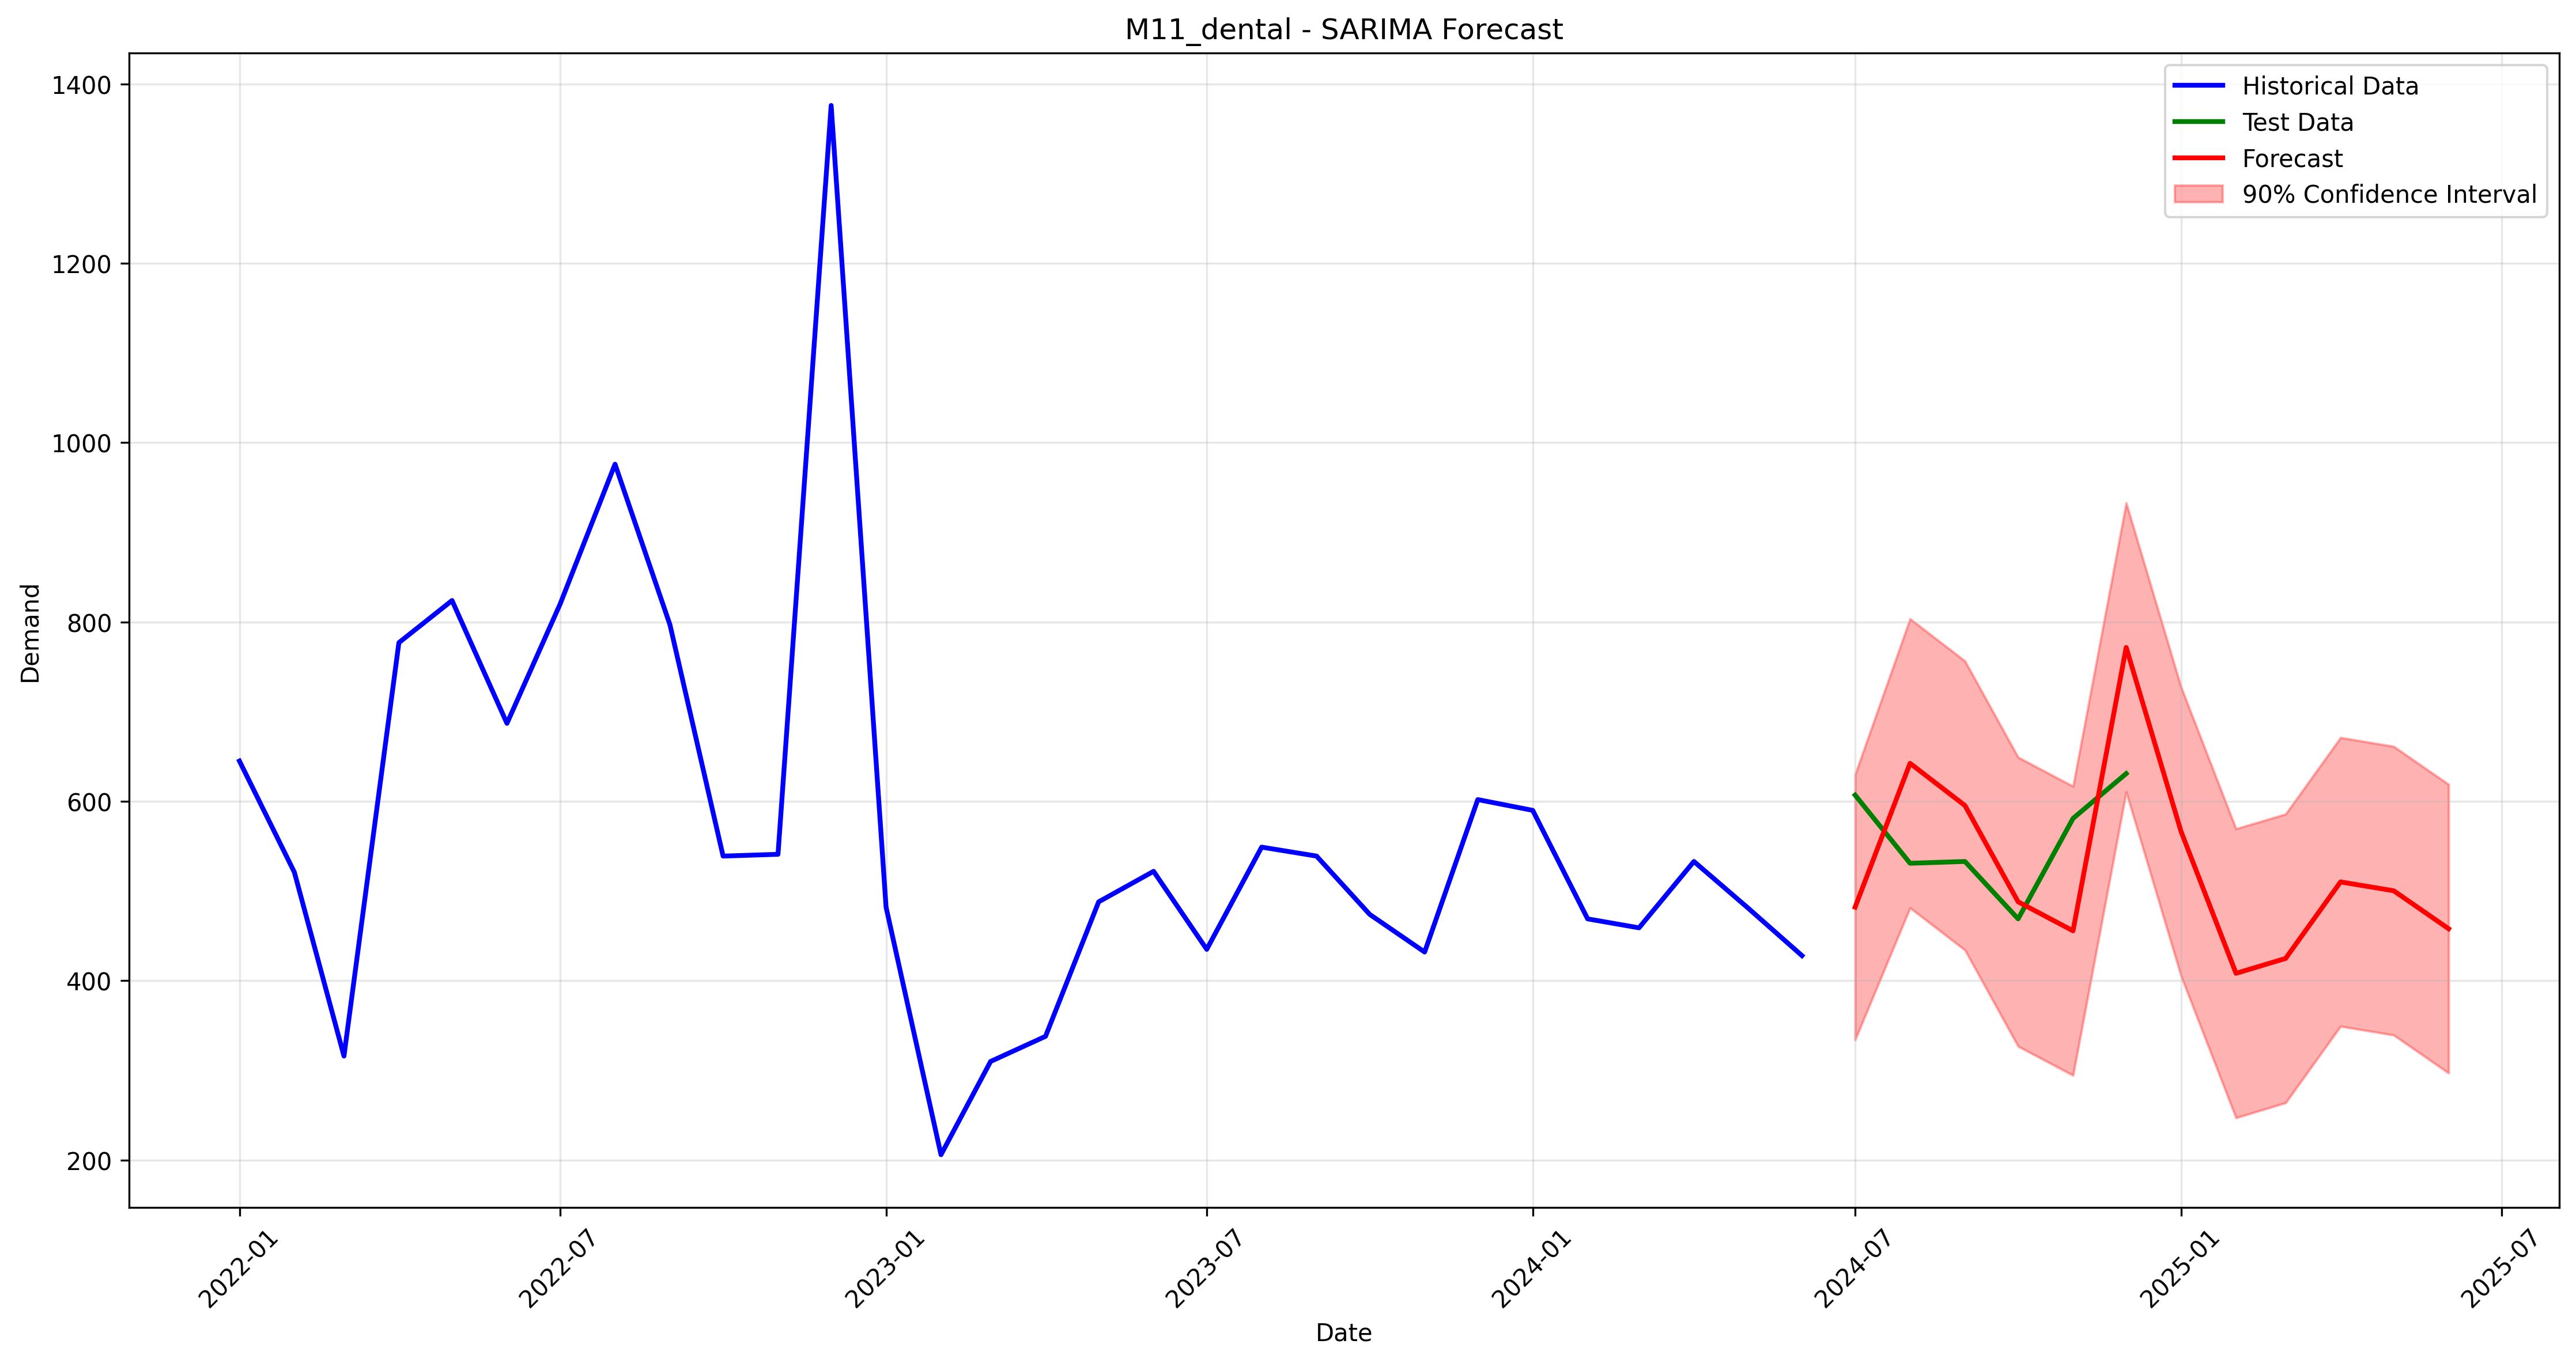 M11_dental - SARIMA Forecast
1400
1200
1000
800
600
400
200
Demand
Historical Data
Test Data
Forecast
90% Confidence Interval
2022-01
2022-07
2023-01
2023-07
2024-01
2024-07
2025-01
2025-07
Date